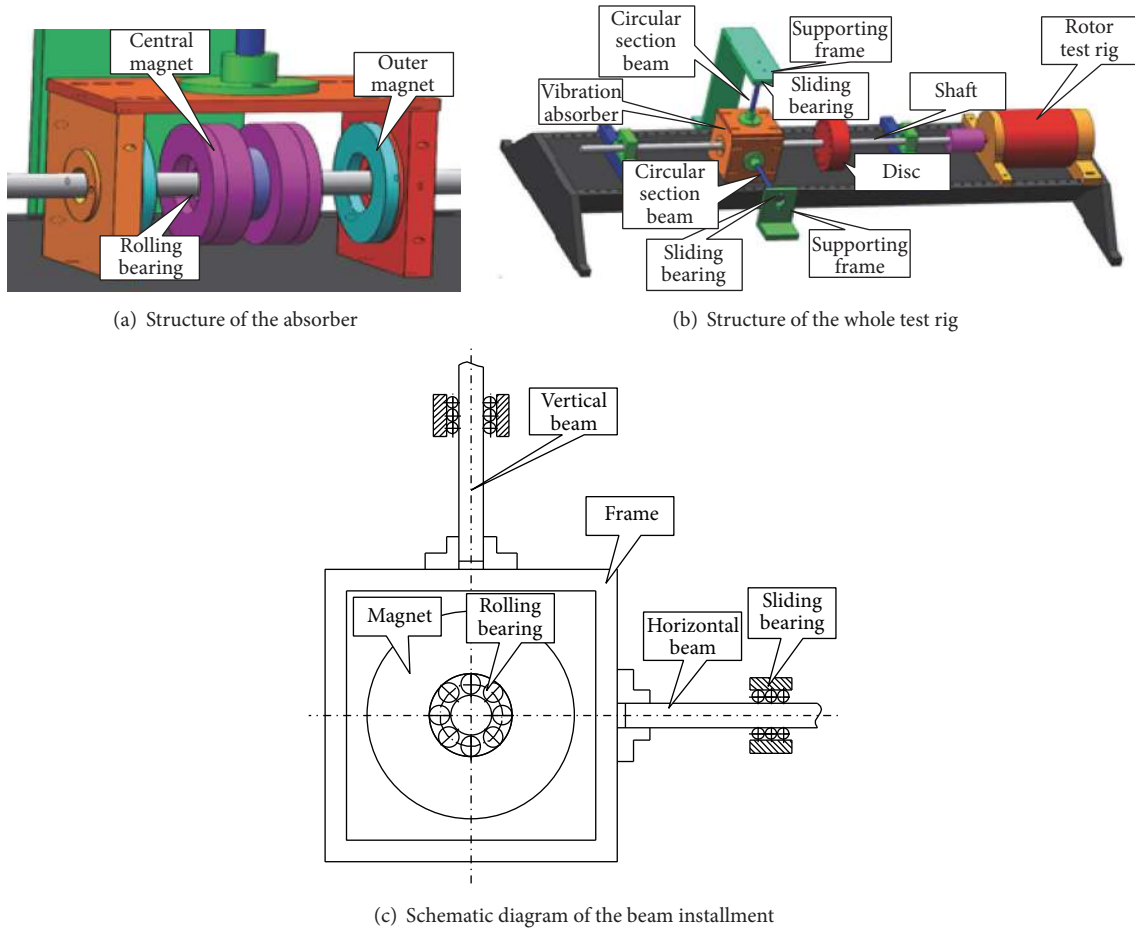 Central
magnet
Outer
magnet
Rolling
bearing
(a) Structure of the absorber
Circular
section
beam
Supporting
frame
Rotor
test rig
Sliding
bearing
Shaft
Vibration
absorber
Circular
section
beam
Disc
Sliding
bearing
Supporting
frame
(b) Structure of the whole test rig
Vertical
beam
Frame
Magnet
Rolling
bearing
Horizontal
beam
Sliding
bearing
(c) Schematic diagram of the beam installment